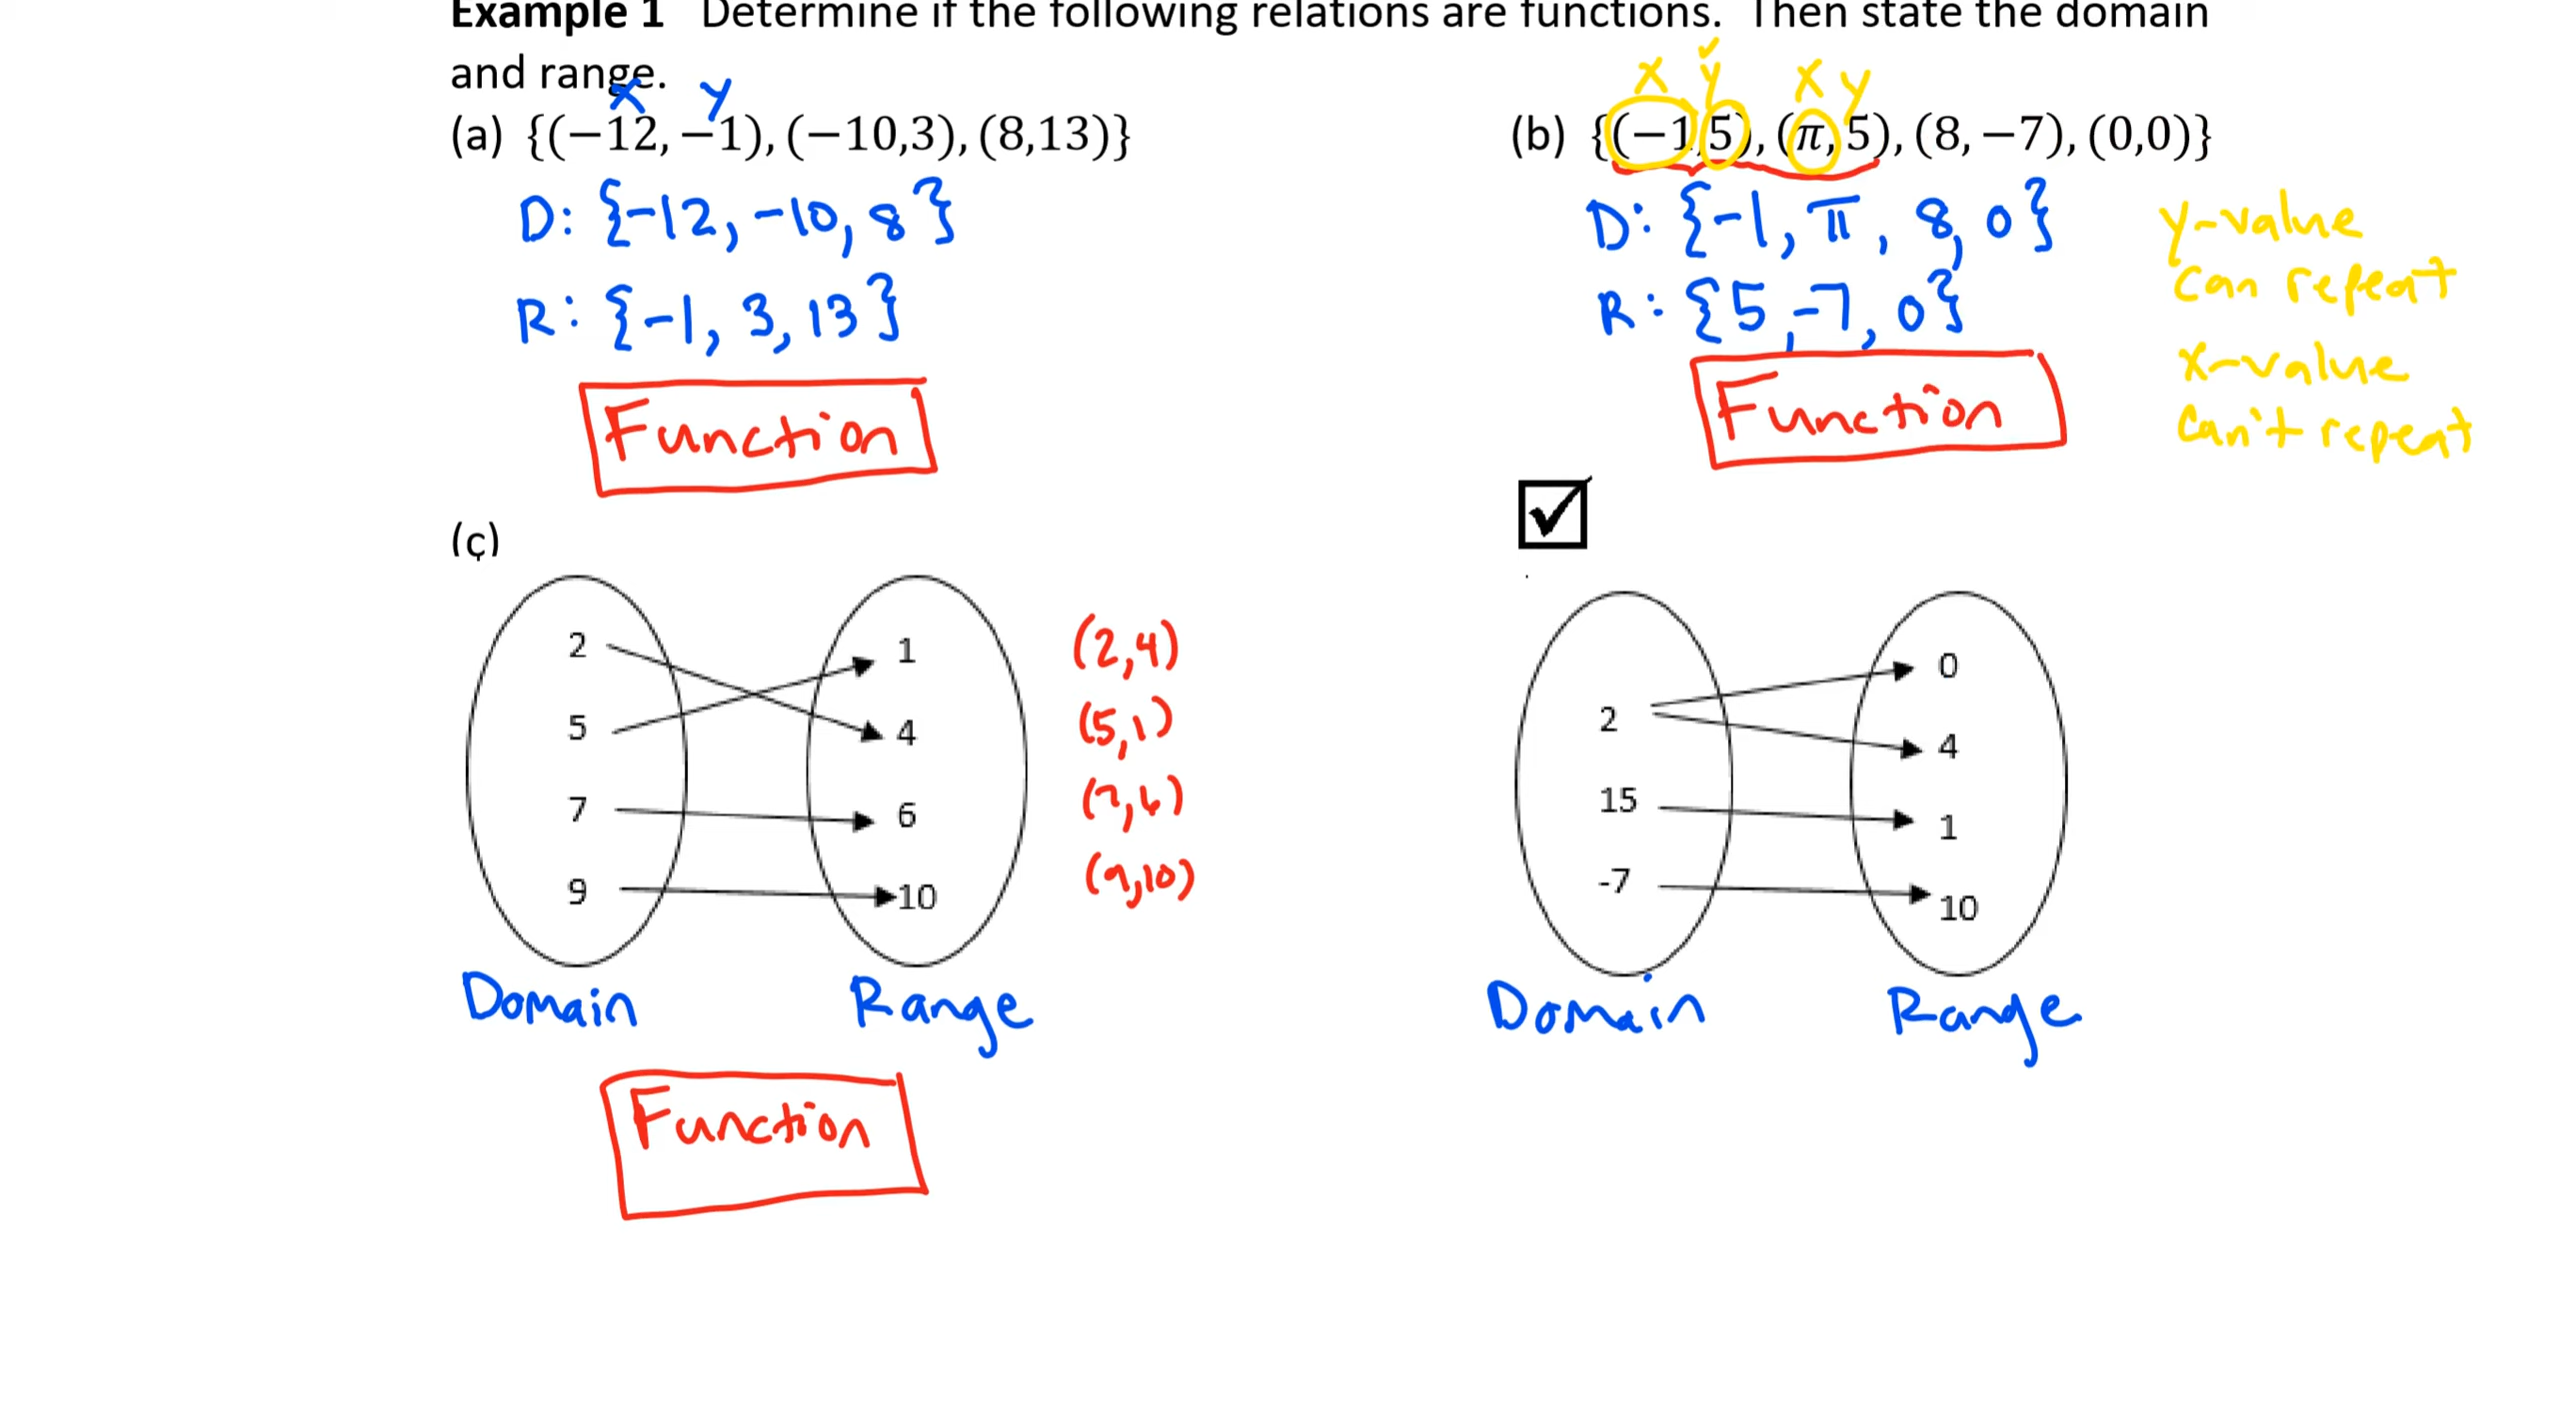 Example 1 Determine if the following relations are functions. Then state the domain
and range.
x y
(a) {(−12, −1), (−10,3), (8,13)}
D: {-12, -10, 8}
R: {-1, 3, 13}
Function
x y x y
(b) {(−1,5), (π, 5), (8, −7), (0,0)}
D: {-1, π, 8, 0}
R: {5, -7, 0}
Function
y-value
can repeat
x-value
can't repeat
(c)
2
5
7
9
1
4
6
10
(2,4)
(5,1)
(7,6)
(9,10)
Domain Range
Function
2
15
-7
0
4
1
10
Domain Range